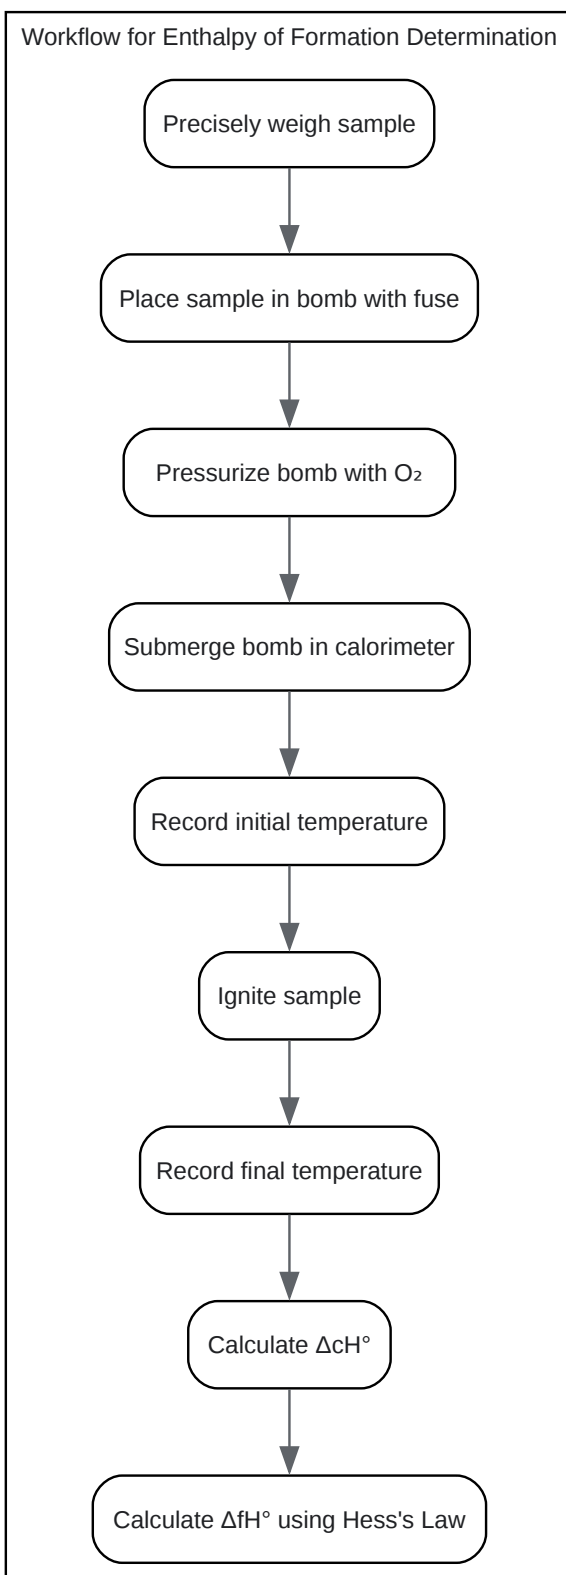 Workflow for Enthalpy of Formation Determination
Precisely weigh sample
Place sample in bomb with fuse
Pressurize bomb with O₂
Submerge bomb in calorimeter
Record initial temperature
Ignite sample
Record final temperature
Calculate ΔcH°
Calculate ΔfH° using Hess's Law